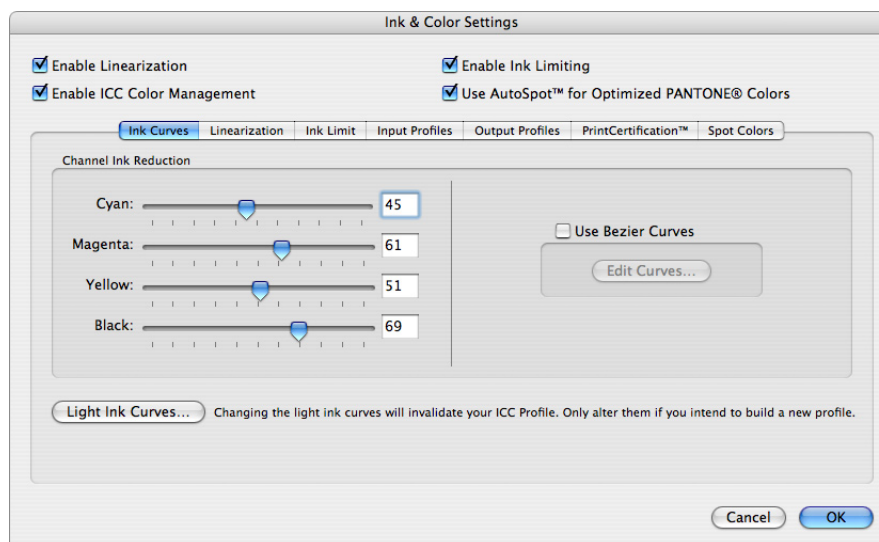 Ink & Color Settings
Enable Linearization
Enable Ink Limiting
Enable ICC Color Management
Use AutoSpot™ for Optimized PANTONE® Colors
Ink Curves Linearization Ink Limit Input Profiles Output Profiles PrintCertification™ Spot Colors
Channel Ink Reduction
Cyan: 45
Magenta: 61
Yellow: 51
Black: 69
Use Bezier Curves
Edit Curves...
Light Ink Curves... Changing the light ink curves will invalidate your ICC Profile. Only alter them if you intend to build a new profile.
Cancel OK